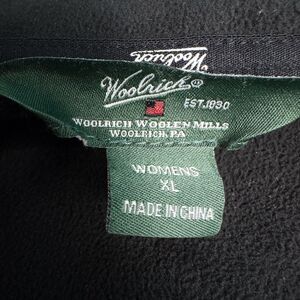 Woolrich
Woolrich®
EST.1830
WOOLRICH WOOLEN MILLS
WOOLRICH, PA
WOMENS
XL
MADE IN CHINA